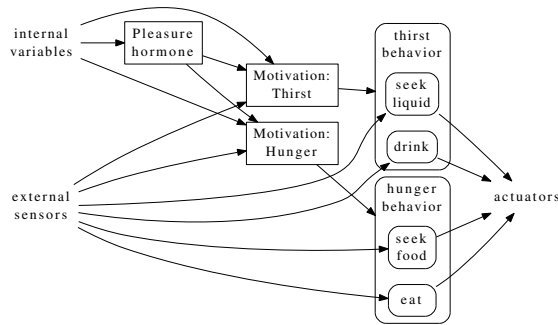 internal
variables
Pleasure
hormone
Motivation:
Thirst
Motivation:
Hunger
thirst
behavior
seek
liquid
drink
external
sensors
hunger
behavior
seek
food
eat
actuators